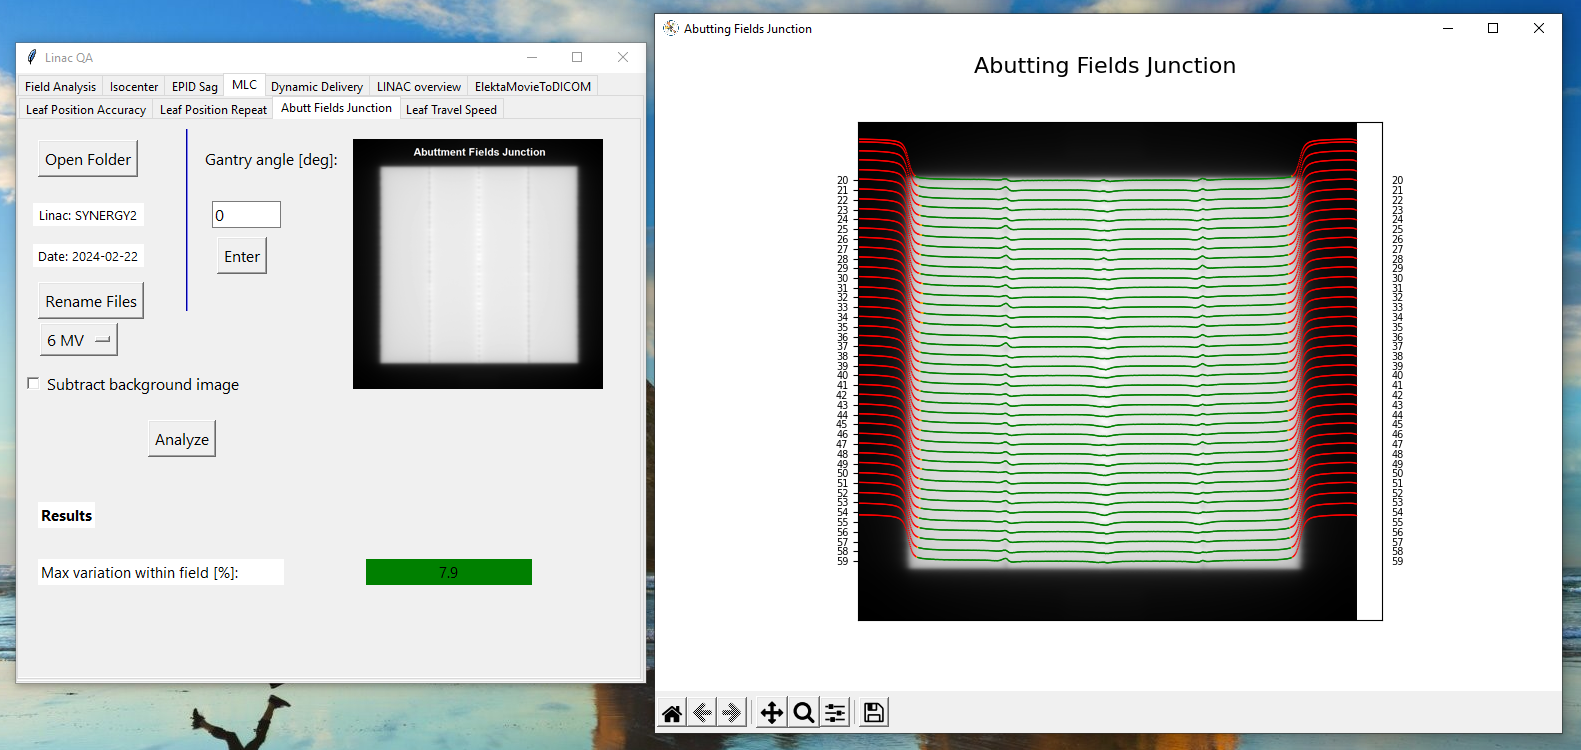 Linac QA
Field Analysis Isocenter EPID Sag MLC Dynamic Delivery LINAC overview ElektaMovieToDICOM
Leaf Position Accuracy Leaf Position Repeat Abutt Fields Junction Leaf Travel Speed
Open Folder
Linac: SYNERGY2
Date: 2024-02-22
Rename Files
6 MV
Subtract background image
Analyze
Gantry angle [deg]:
0
Enter
Abuttment Fields Junction
Results
Max variation within field [%]: 7.9
Abutting Fields Junction
Abutting Fields Junction
20 20
21 21
22 22
23 23
24 24
25 25
26 26
27 27
28 28
29 29
30 30
31 31
32 32
33 33
34 34
35 35
36 36
37 37
38 38
39 39
40 40
41 41
42 42
43 43
44 44
45 45
46 46
47 47
48 48
49 49
50 50
51 51
52 52
53 53
54 54
55 55
56 56
57 57
58 58
59 59